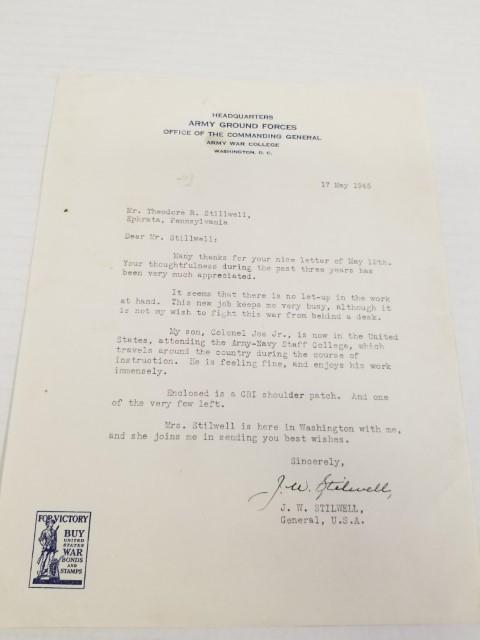 HEADQUARTERS
ARMY GROUND FORCES
OFFICE OF THE COMMANDING GENERAL
ARMY WAR COLLEGE
WASHINGTON, D. C.
17 May 1945
Mr. Theodore R. Stillwell,
Ephrata, Pennsylvania
Dear Mr. Stillwell:
Many thanks for your nice letter of May 12th.
Your thoughtfulness during the past three years has
been very much appreciated.
It seems that there is no let-up in the work
at hand. This new job keeps me very busy, although it
is not my wish to fight this war from behind a desk.
My son, Colonel Joe Jr., is now in the United
States, attending the Army-Navy Staff College, which
travels around the country during the course of
instruction. He is feeling fine, and enjoys his work
immensely.
Enclosed is a CBI shoulder patch. And one
of the very few left.
Mrs. Stilwell is here in Washington with me,
and she joins me in sending you best wishes.
Sincerely,
J. W. Stilwell,
J. W. STILWELL,
General, U.S.A.
FOR VICTORY
BUY
UNITED
STATES
WAR
BONDS
AND
STAMPS